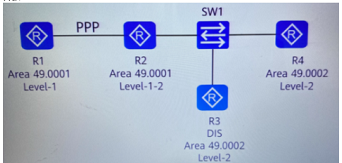 SW1
PPP
R
R
R
R1
Area 49.0001
Level-1
R2
Area 49.0001
Level-1-2
R4
Area 49.0002
Level-2
R
R3
DIS
Area 49.0002
Level-2